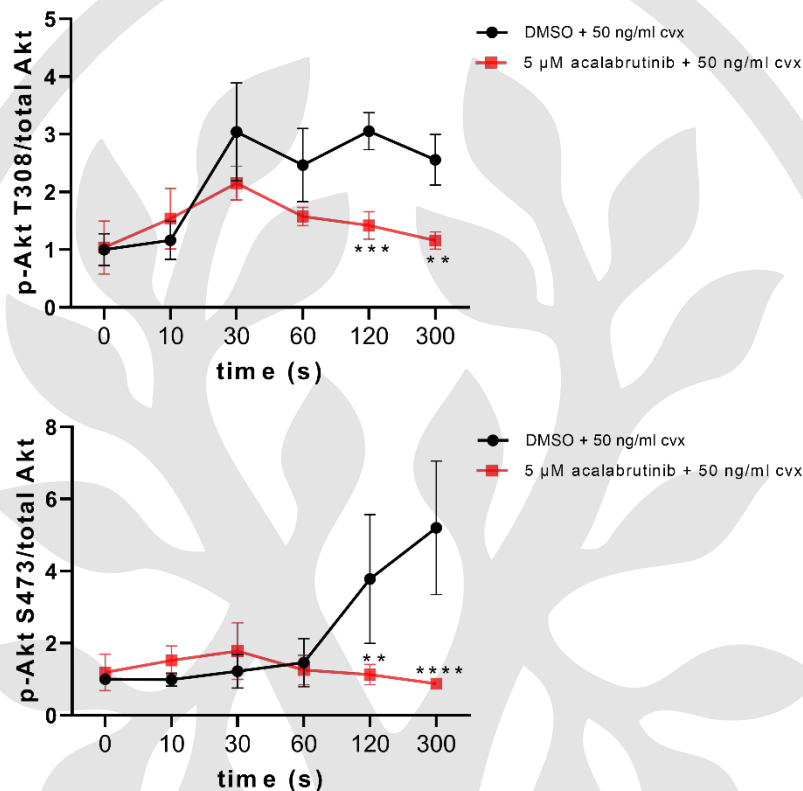 p-Akt T308/total Akt
5
4
3
2
1
0
DMSO + 50 ng/ml cvx
5 µM acalabrutinib + 50 ng/ml cvx
***
**
0 10 30 60 120 300
time (s)
p-Akt S473/total Akt
8
6
4
2
0
DMSO + 50 ng/ml cvx
5 µM acalabrutinib + 50 ng/ml cvx
**
****
0 10 30 60 120 300
time (s)